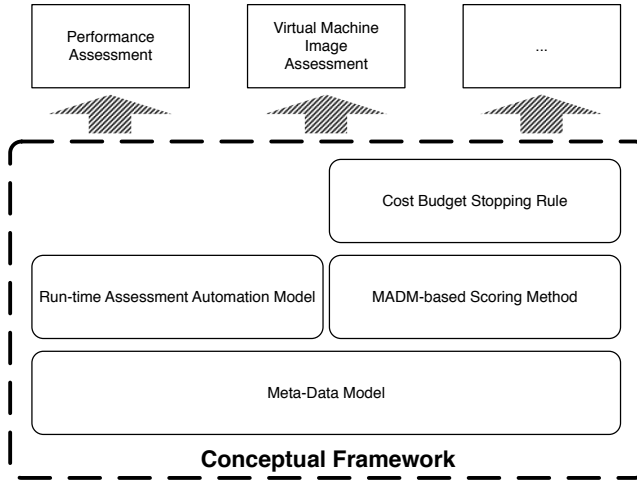 Performance
Assessment
Virtual Machine
Image
Assessment
...
Cost Budget Stopping Rule
Run-time Assessment Automation Model
MADM-based Scoring Method
Meta-Data Model
Conceptual Framework